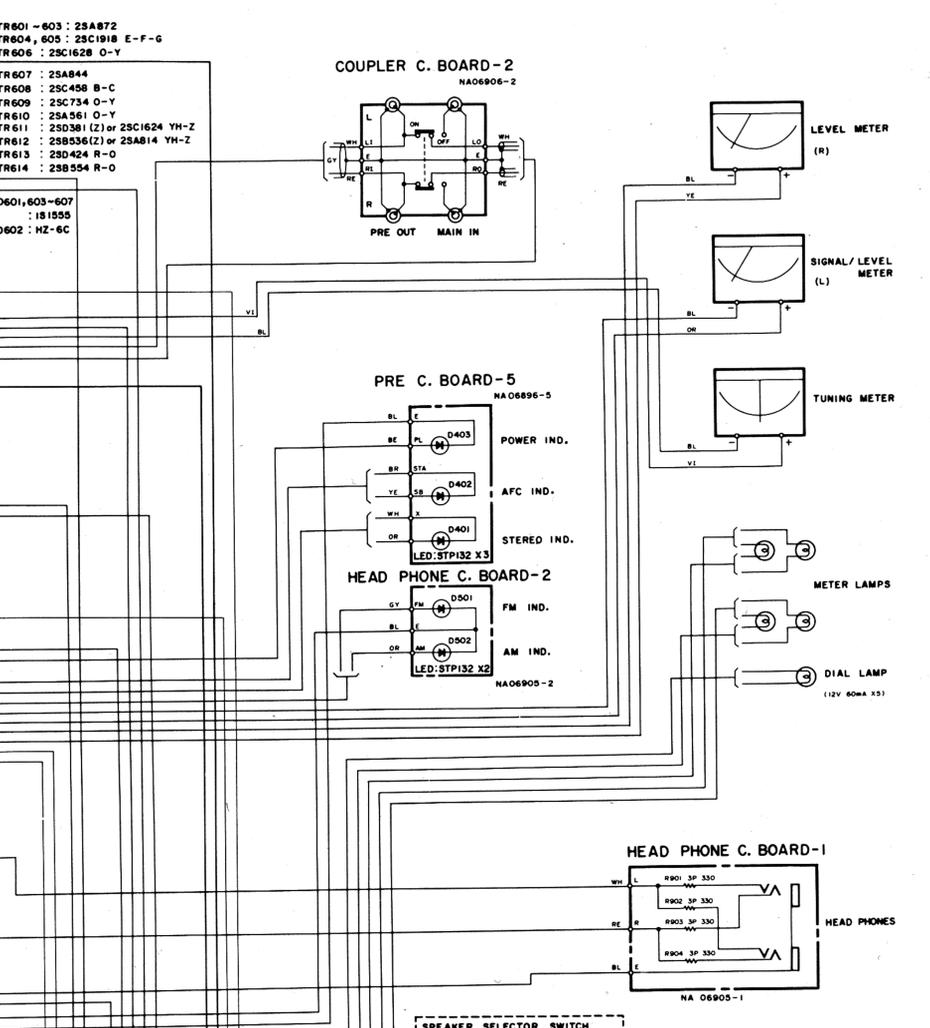 TR601 ~ 603 : 2SA872
TR604, 605 : 2SC1918 E-F-G
TR606 : 2SC1628 O-Y
TR607 : 2SA844
TR608 : 2SC458 B-C
TR609 : 2SC734 O-Y
TR610 : 2SA561 O-Y
TR611 : 2SD381 (Z) or 2SC1624 YH-Z
TR612 : 2SB536(Z) or 2SA814 YH-Z
TR613 : 2SD424 R-O
TR614 : 2SB554 R-O
D601,603~607
: 1S1555
D602 : HZ-6C
COUPLER C. BOARD-2
NA06906-2
L
ON
OFF
WH
LI
LO
WH
GY
E
E
RE
RI
RO
RE
R
PRE OUT
MAIN IN
LEVEL METER
(R)
BL
-
+
YE
SIGNAL/LEVEL
METER
(L)
BL
-
+
OR
TUNING METER
BL
-
+
VI
VI
BL
PRE C. BOARD-5
NA06896-5
BL
E
D403
BE
PL
POWER IND.
BR
STA
D402
YE
SB
AFC IND.
WH
X
D401
OR
STEREO IND.
LED:STP132 X3
HEAD PHONE C. BOARD-2
D501
GY
FM
FM IND.
BL
E
D502
OR
AM
AM IND.
LED:STP132 X2
NA06905-2
METER LAMPS
DIAL LAMP
(12V 60mA X5)
HEAD PHONE C. BOARD-1
WH
L
R901 3P 330
R902 3P 330
RE
R
R903 3P 330
HEAD PHONES
R904 3P 330
BL
E
NA 06905-1
SPEAKER SELECTOR SWITCH